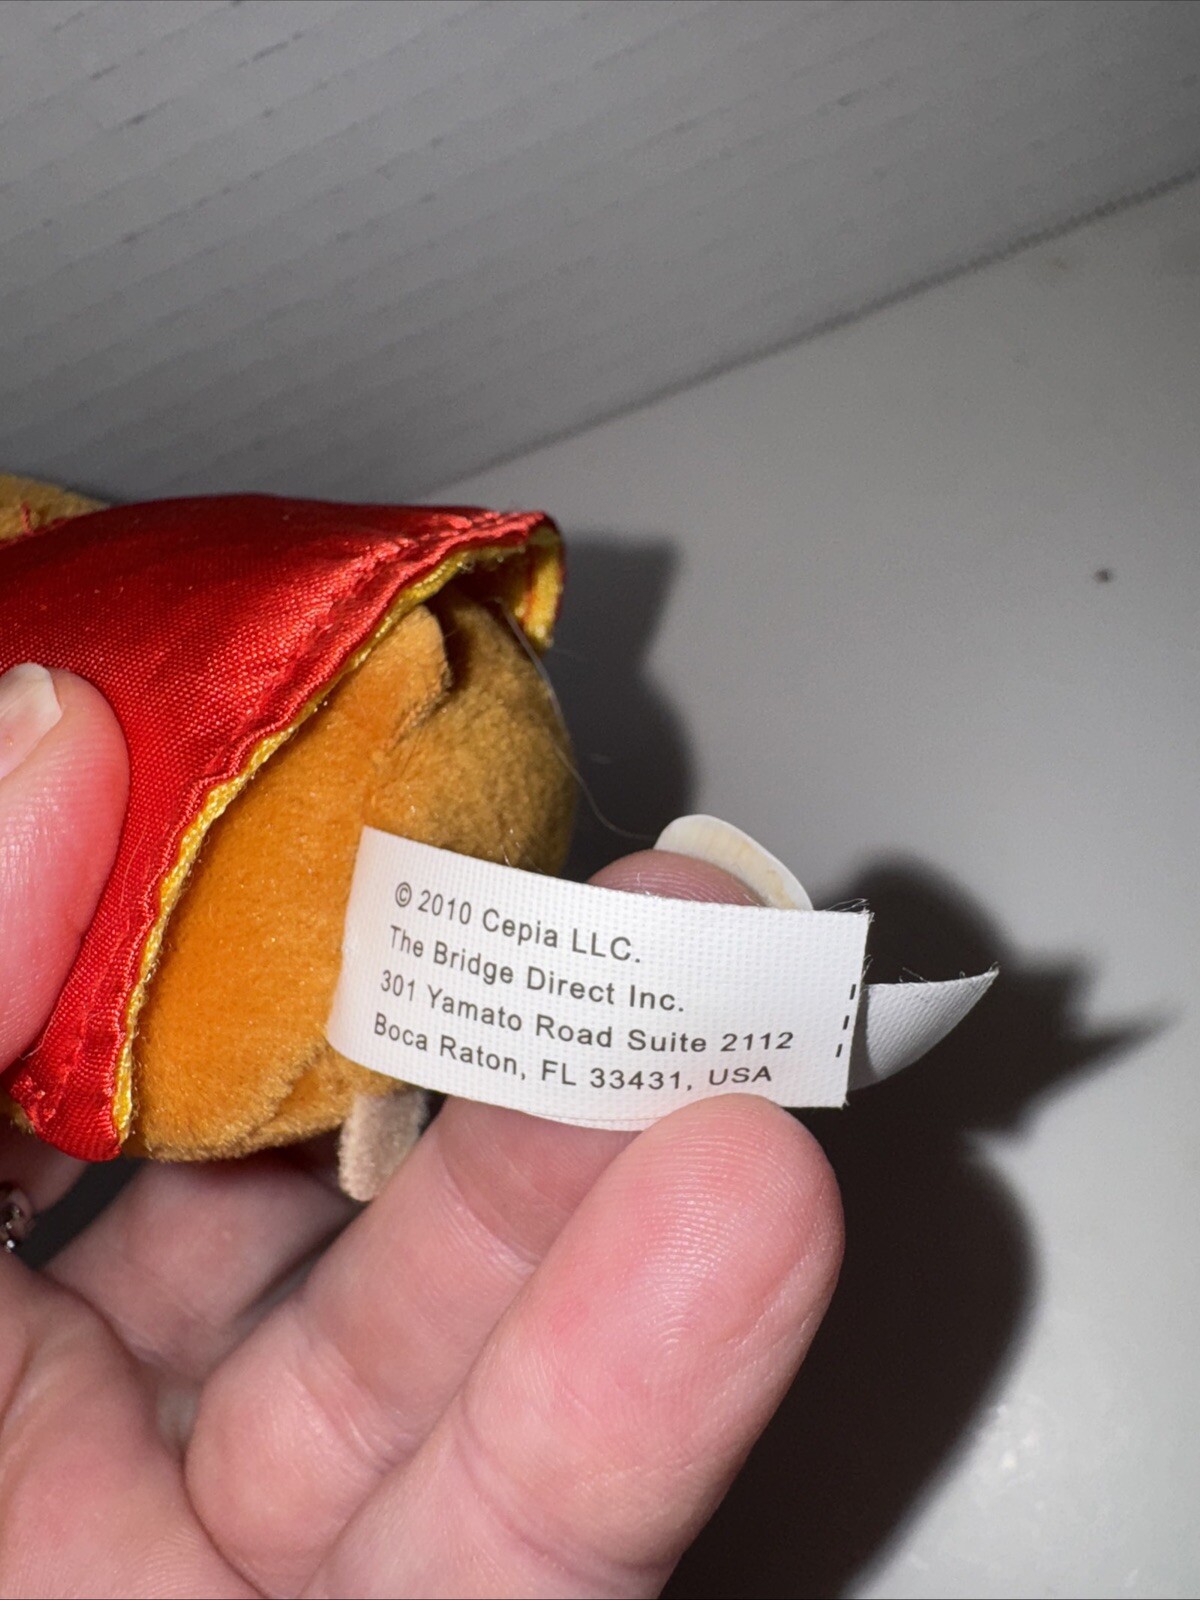 © 2010 Cepia LLC.
The Bridge Direct Inc.
301 Yamato Road Suite 2112
Boca Raton, FL 33431, USA